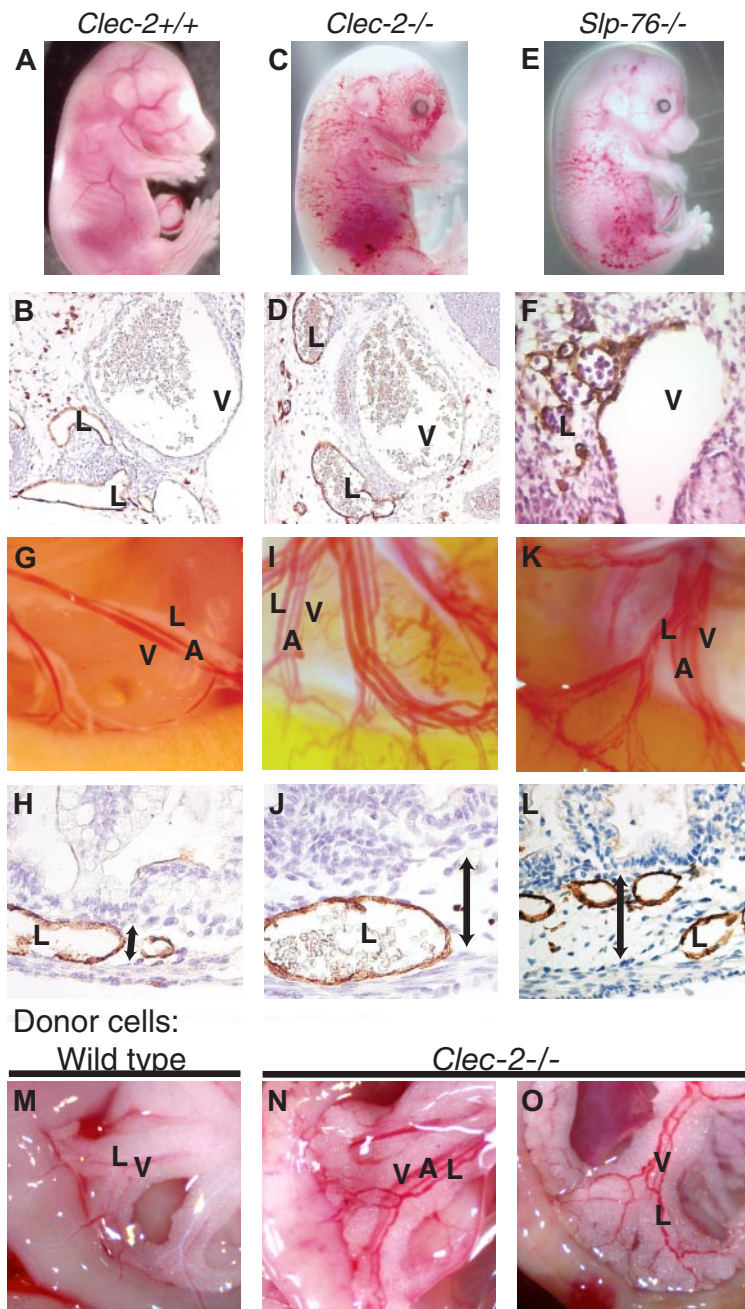 Clec-2+/+ Clec-2-/- Slp-76-/-
A C E
B D F
L V L L
L V L
V L
G I K
L V A
L V A
L V A
H J L
L L L
Donor cells:
Wild type Clec-2-/-
M N O
L V V A L V
L